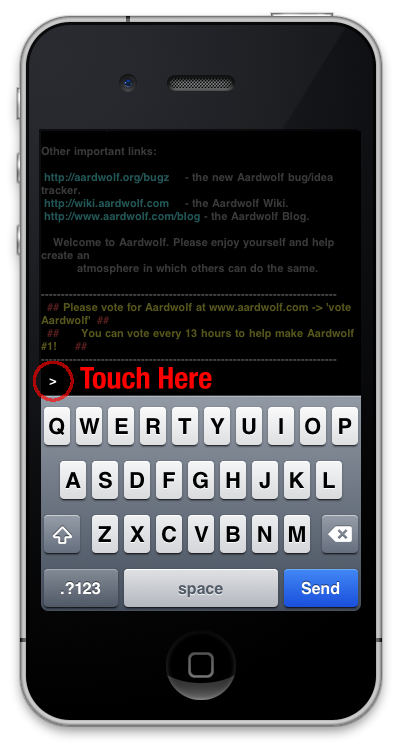 Other important links:
http://aardwolf.org/bugz - the new Aardwolf bug/idea
tracker.
http://wiki.aardwolf.com - the Aardwolf Wiki.
http://www.aardwolf.com/blog - the Aardwolf Blog.
Welcome to Aardwolf. Please enjoy yourself and help
create an
atmosphere in which others can do the same.
----------------------------------------------------------------------
## Please vote for Aardwolf at www.aardwolf.com -> 'vote
Aardwolf' ##
## You can vote every 13 hours to help make Aardwolf
#1! ##
----------------------------------------------------------------------
> Touch Here
Q W E R T Y U I O P
A S D F G H J K L
Z X C V B N M
.?123 space Send